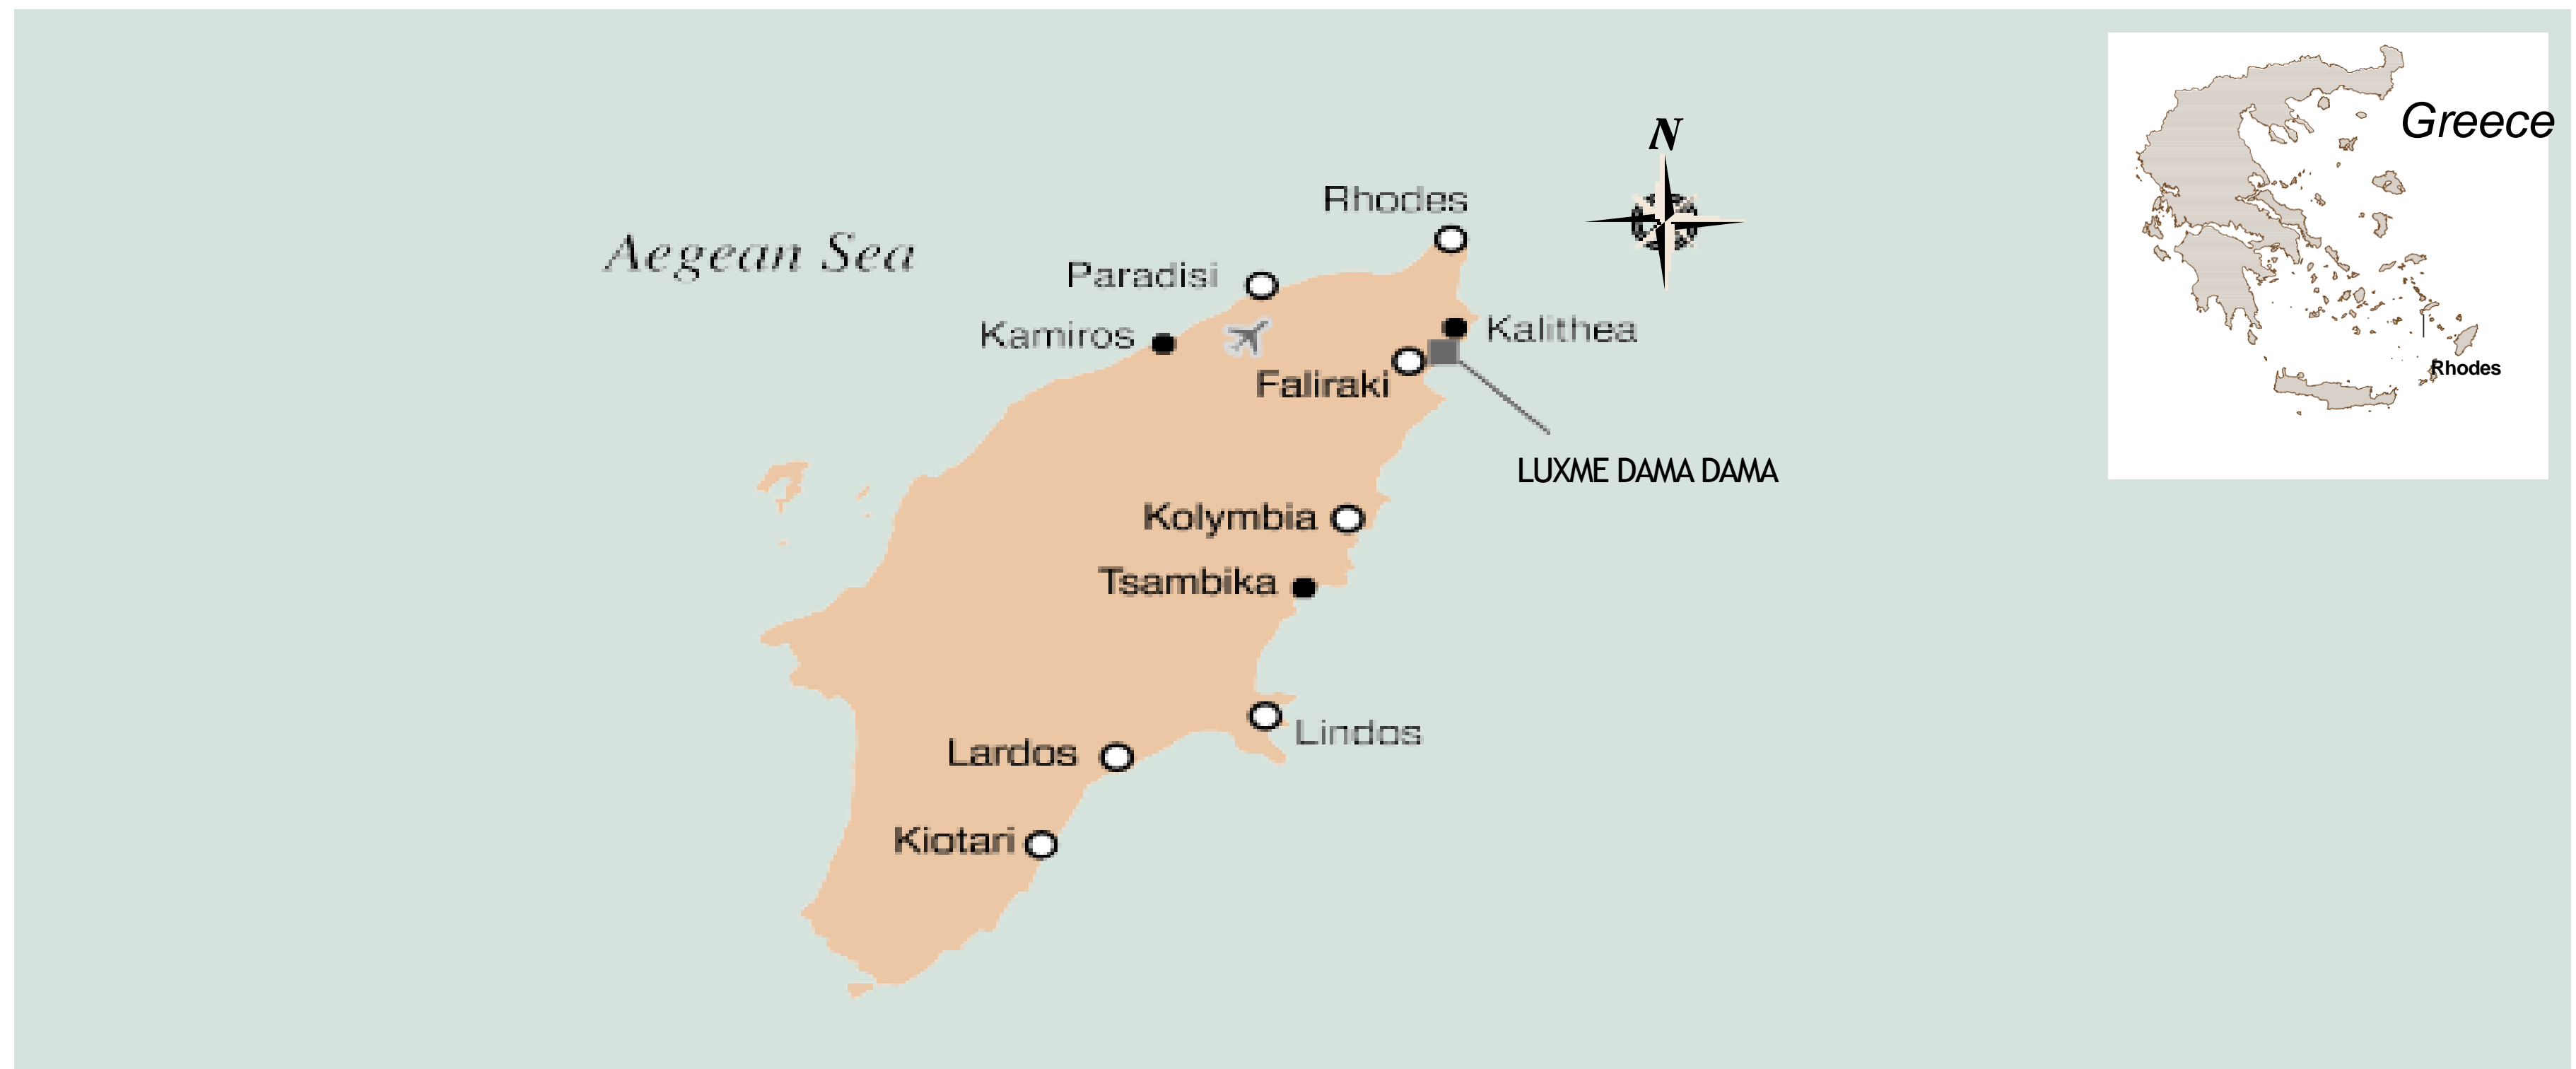 Greece
N
Rhodes
Aegean Sea
Paradisi
Kamiros
Kalithea
Rhodes
Faliraki
LUXME DAMA DAMA
Kolymbia
Tsambika
Lindos
Lardos
Kiotari